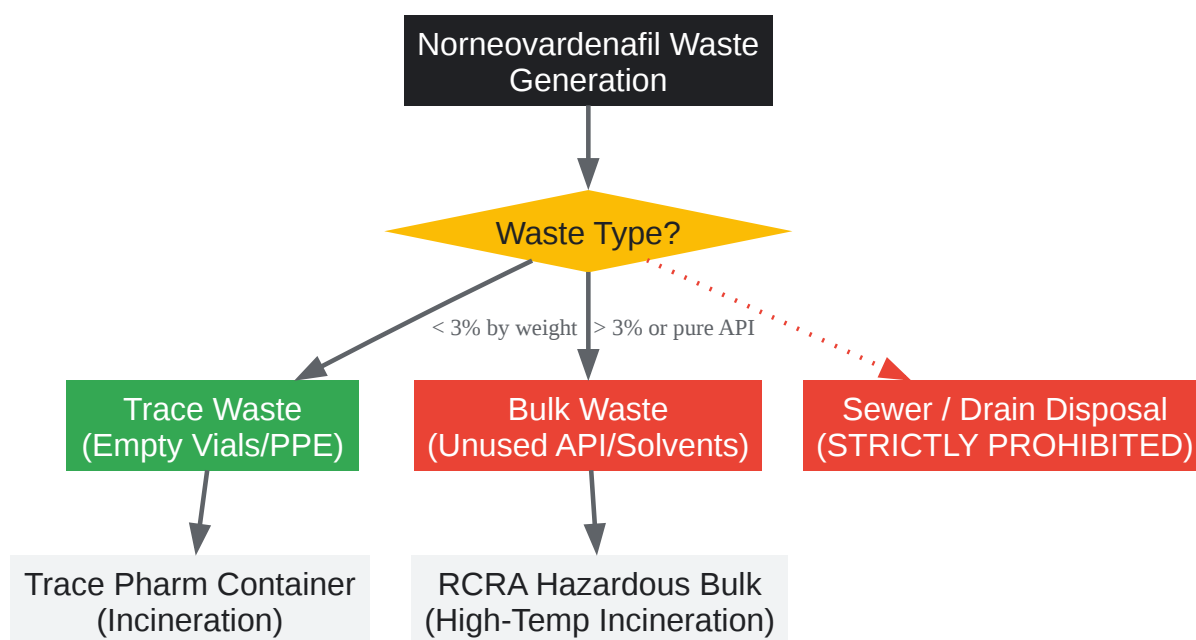 Norneovardenafil Waste
Generation
Waste Type?
< 3% by weight
> 3% or pure API
Trace Waste
(Empty Vials/PPE)
Bulk Waste
(Unused API/Solvents)
Sewer / Drain Disposal
(STRICTLY PROHIBITED)
Trace Pharm Container
(Incineration)
RCRA Hazardous Bulk
(High-Temp Incineration)